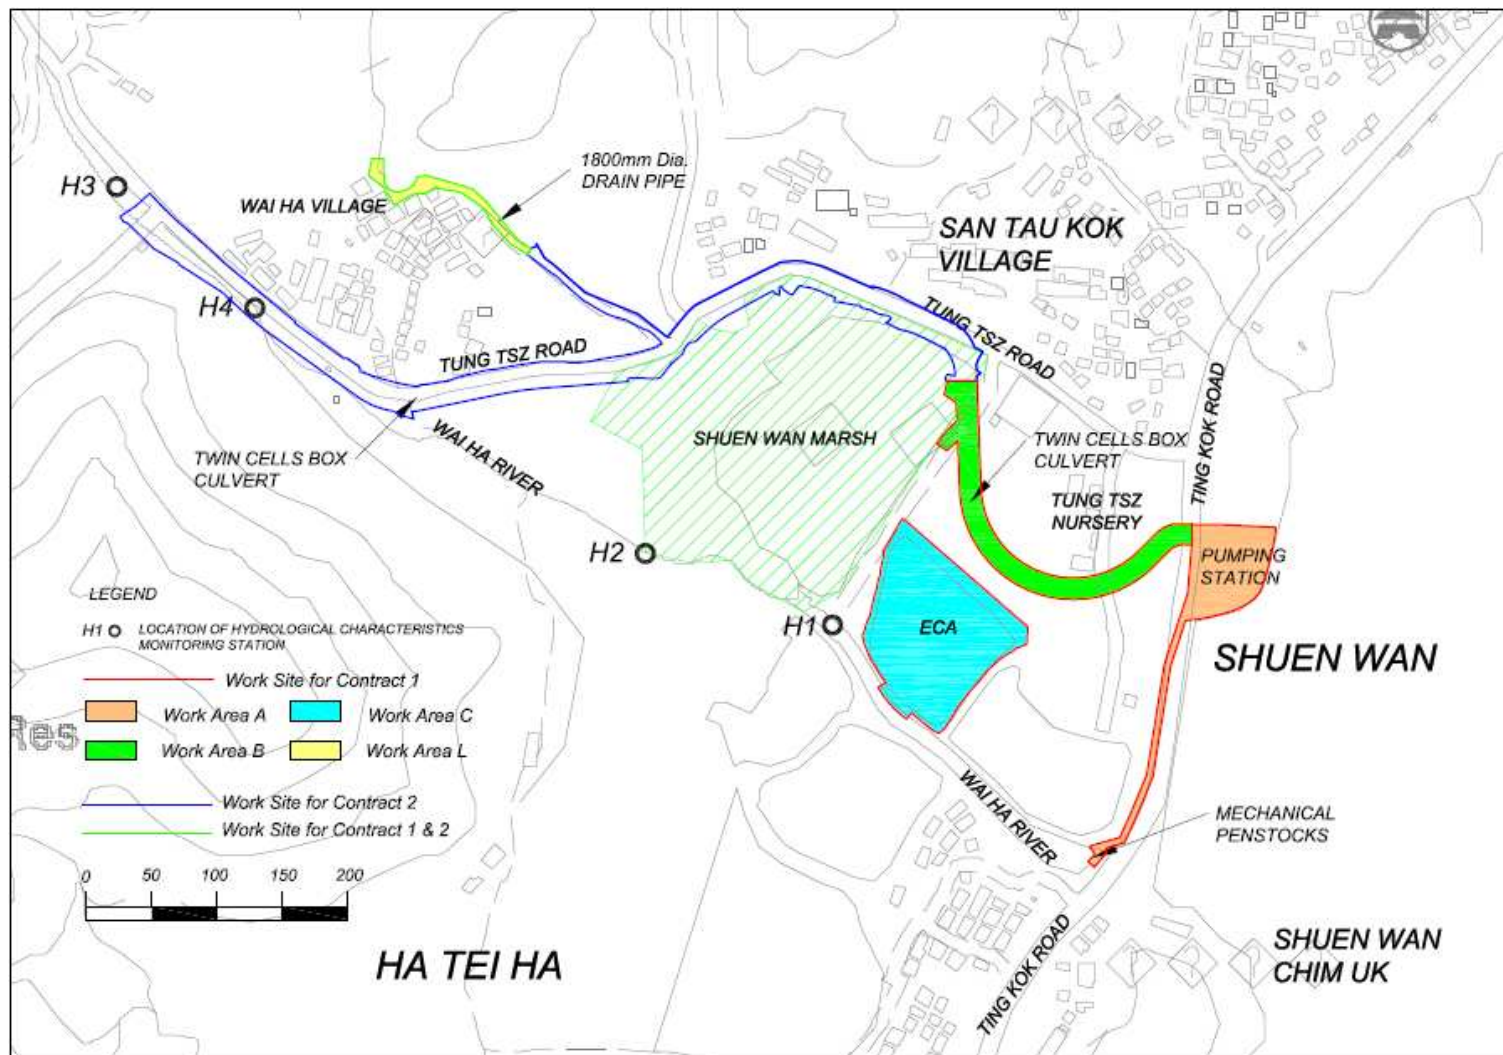 1800mm Dia.
DRAIN PIPE
H3
WAI HA VILLAGE
SAN TAU KOK
VILLAGE
H4
TUNG TSZ ROAD
TUNG TSZ ROAD
TING KOK ROAD
WAI HA RIVER
SHUEN WAN MARSH
TWIN CELLS BOX
CULVERT
TWIN CELLS BOX
CULVERT
TUNG TSZ
NURSERY
H2
PUMPING
STATION
H1
ECA
SHUEN WAN
LEGEND
H1 LOCATION OF HYDROLOGICAL CHARACTERISTICS
MONITORING STATION
Work Site for Contract 1
Work Area A
Work Area C
Work Area B
Work Area L
Work Site for Contract 2
Work Site for Contract 1 & 2
0 50 100 150 200
WAI HA RIVER
MECHANICAL
PENSTOCKS
HA TEI HA
TING KOK ROAD
SHUEN WAN
CHIM UK